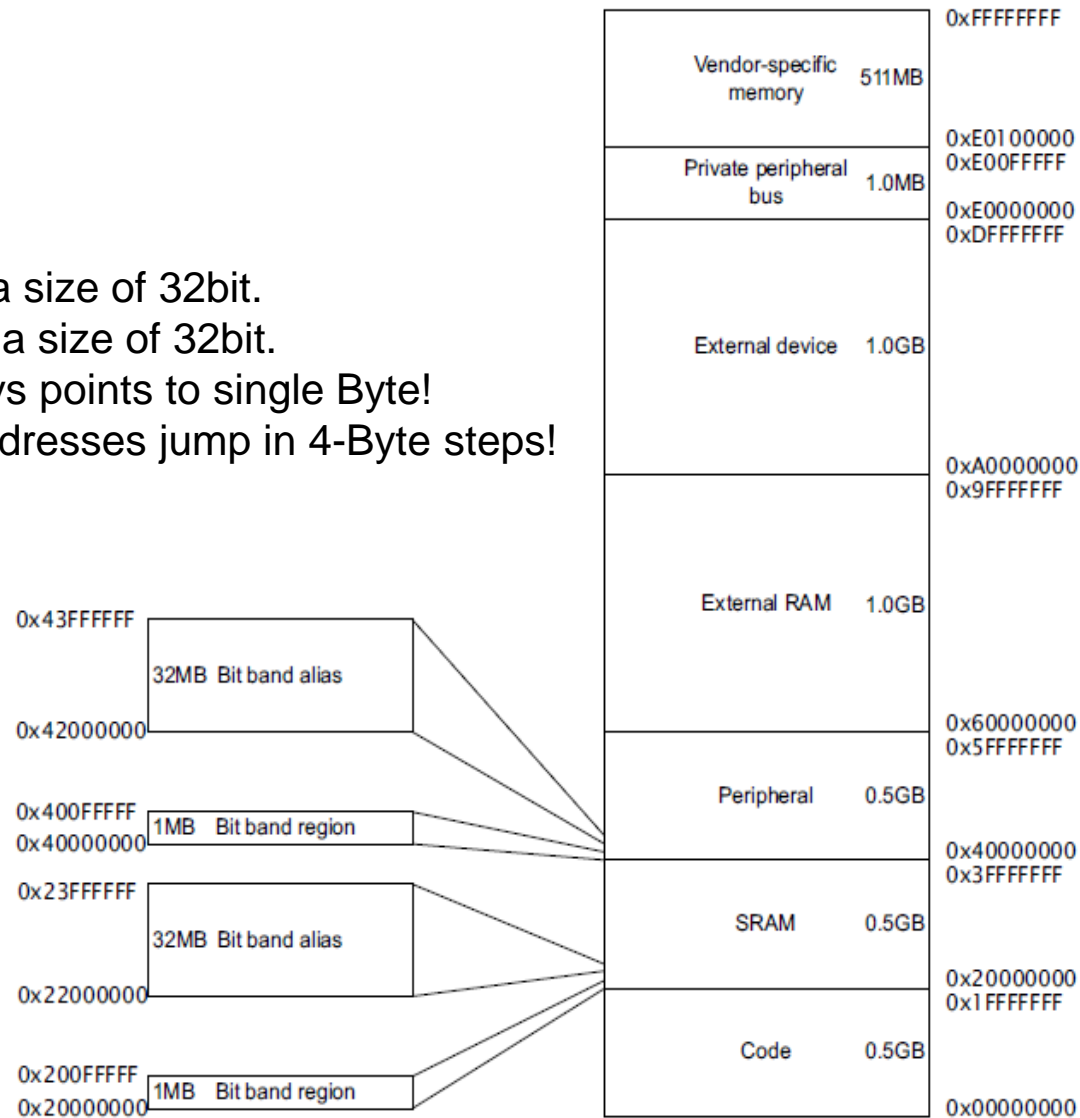 a size of 32bit.
a size of 32bit.
ys points to single Byte!
dresses jump in 4-Byte steps!
0xFFFFFFFF
Vendor-specific
memory
511MB
0xE0100000
0xE00FFFFF
Private peripheral
bus
1.0MB
0xE0000000
0xDFFFFFFF
External device 1.0GB
0xA0000000
0x9FFFFFFF
External RAM 1.0GB
0x60000000
0x5FFFFFFF
Peripheral 0.5GB
0x40000000
0x3FFFFFFF
SRAM 0.5GB
0x20000000
0x1FFFFFFF
Code 0.5GB
0x00000000
0x43FFFFFF
32MB Bit band alias
0x42000000
0x400FFFFF
1MB Bit band region
0x40000000
0x23FFFFFF
32MB Bit band alias
0x22000000
0x200FFFFF
1MB Bit band region
0x20000000